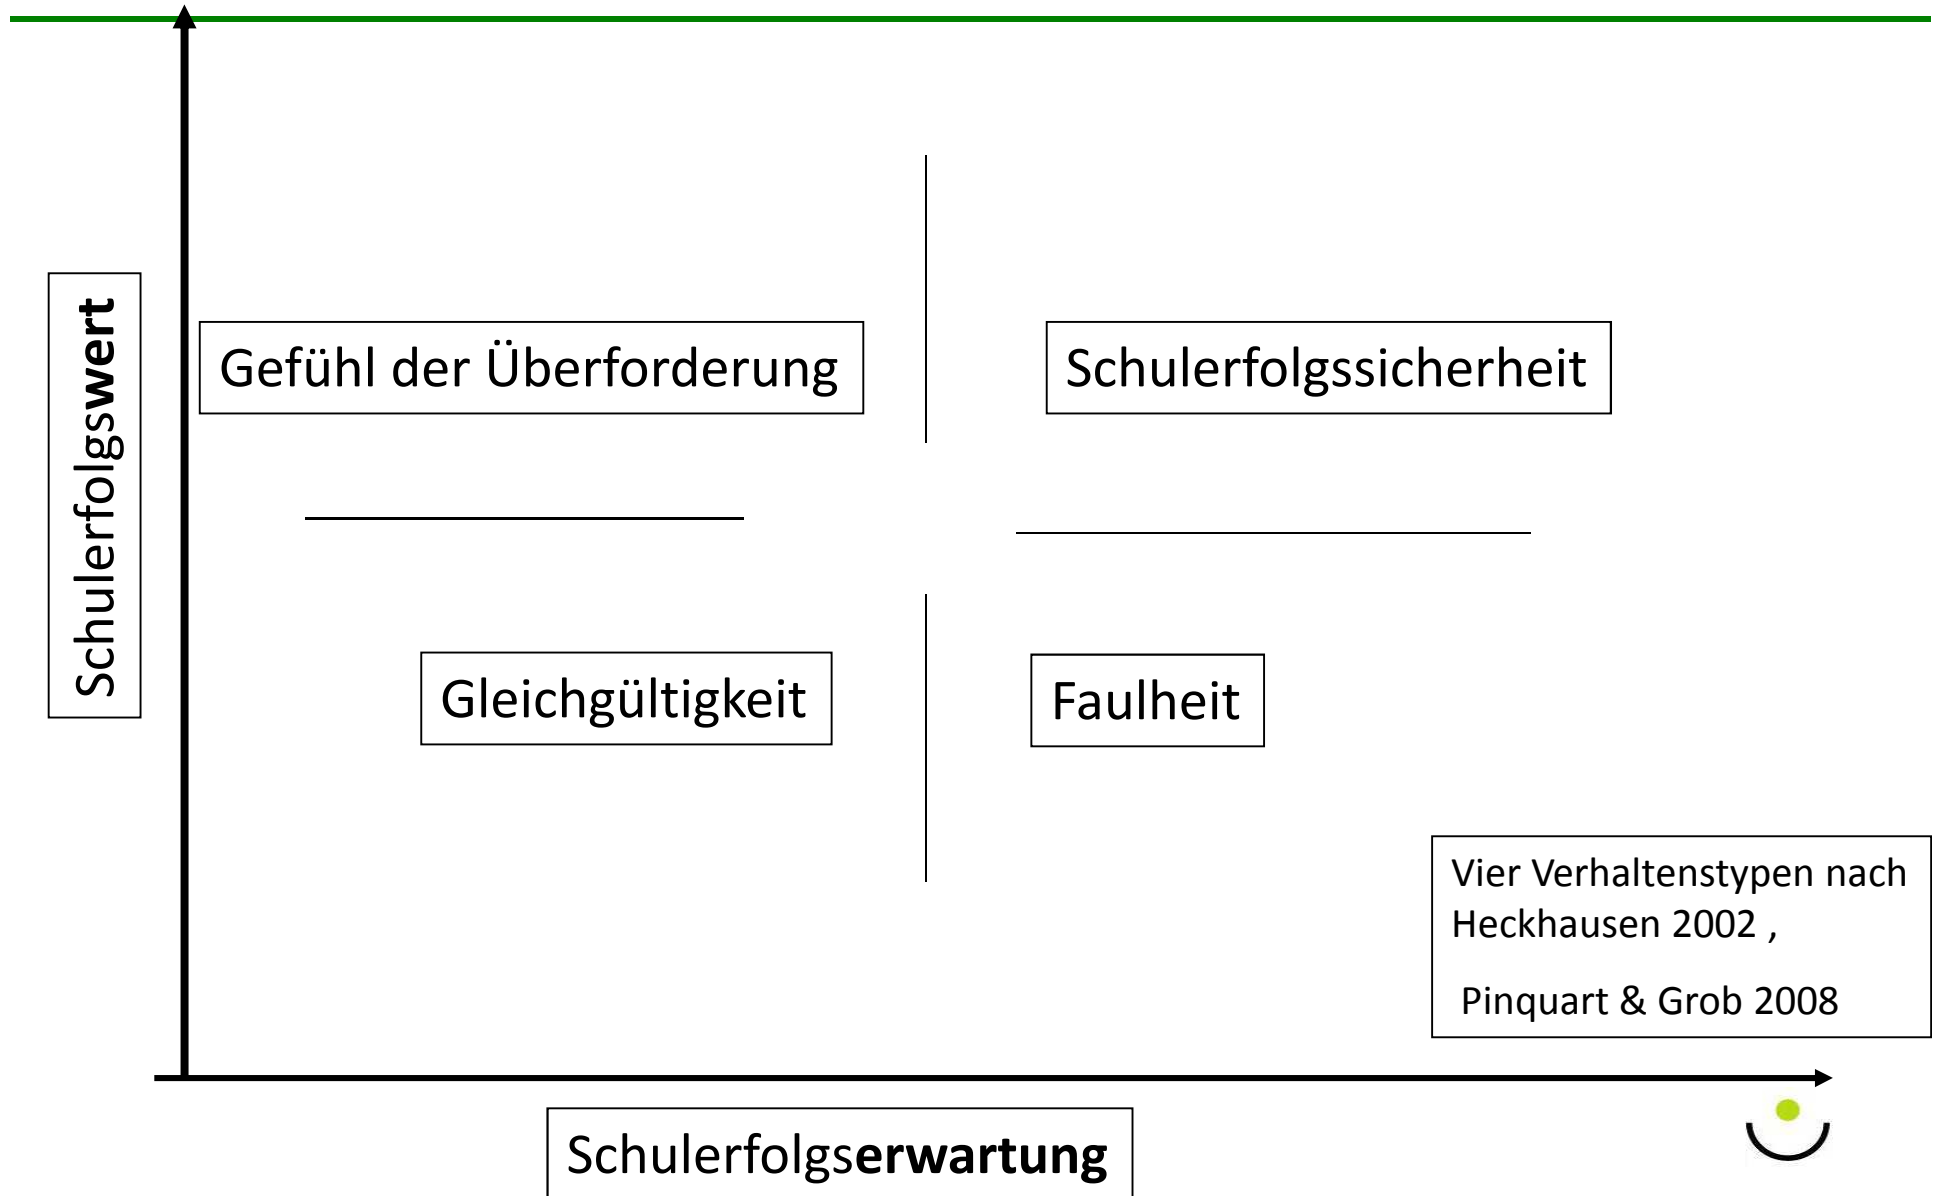 Schulerfolgswert
Gefühl der Überforderung
Schulerfolgssicherheit
Gleichgültigkeit
Faulheit
Vier Verhaltenstypen nach
Heckhausen 2002 ,
Pinquart & Grob 2008
Schulerfolgserwartung